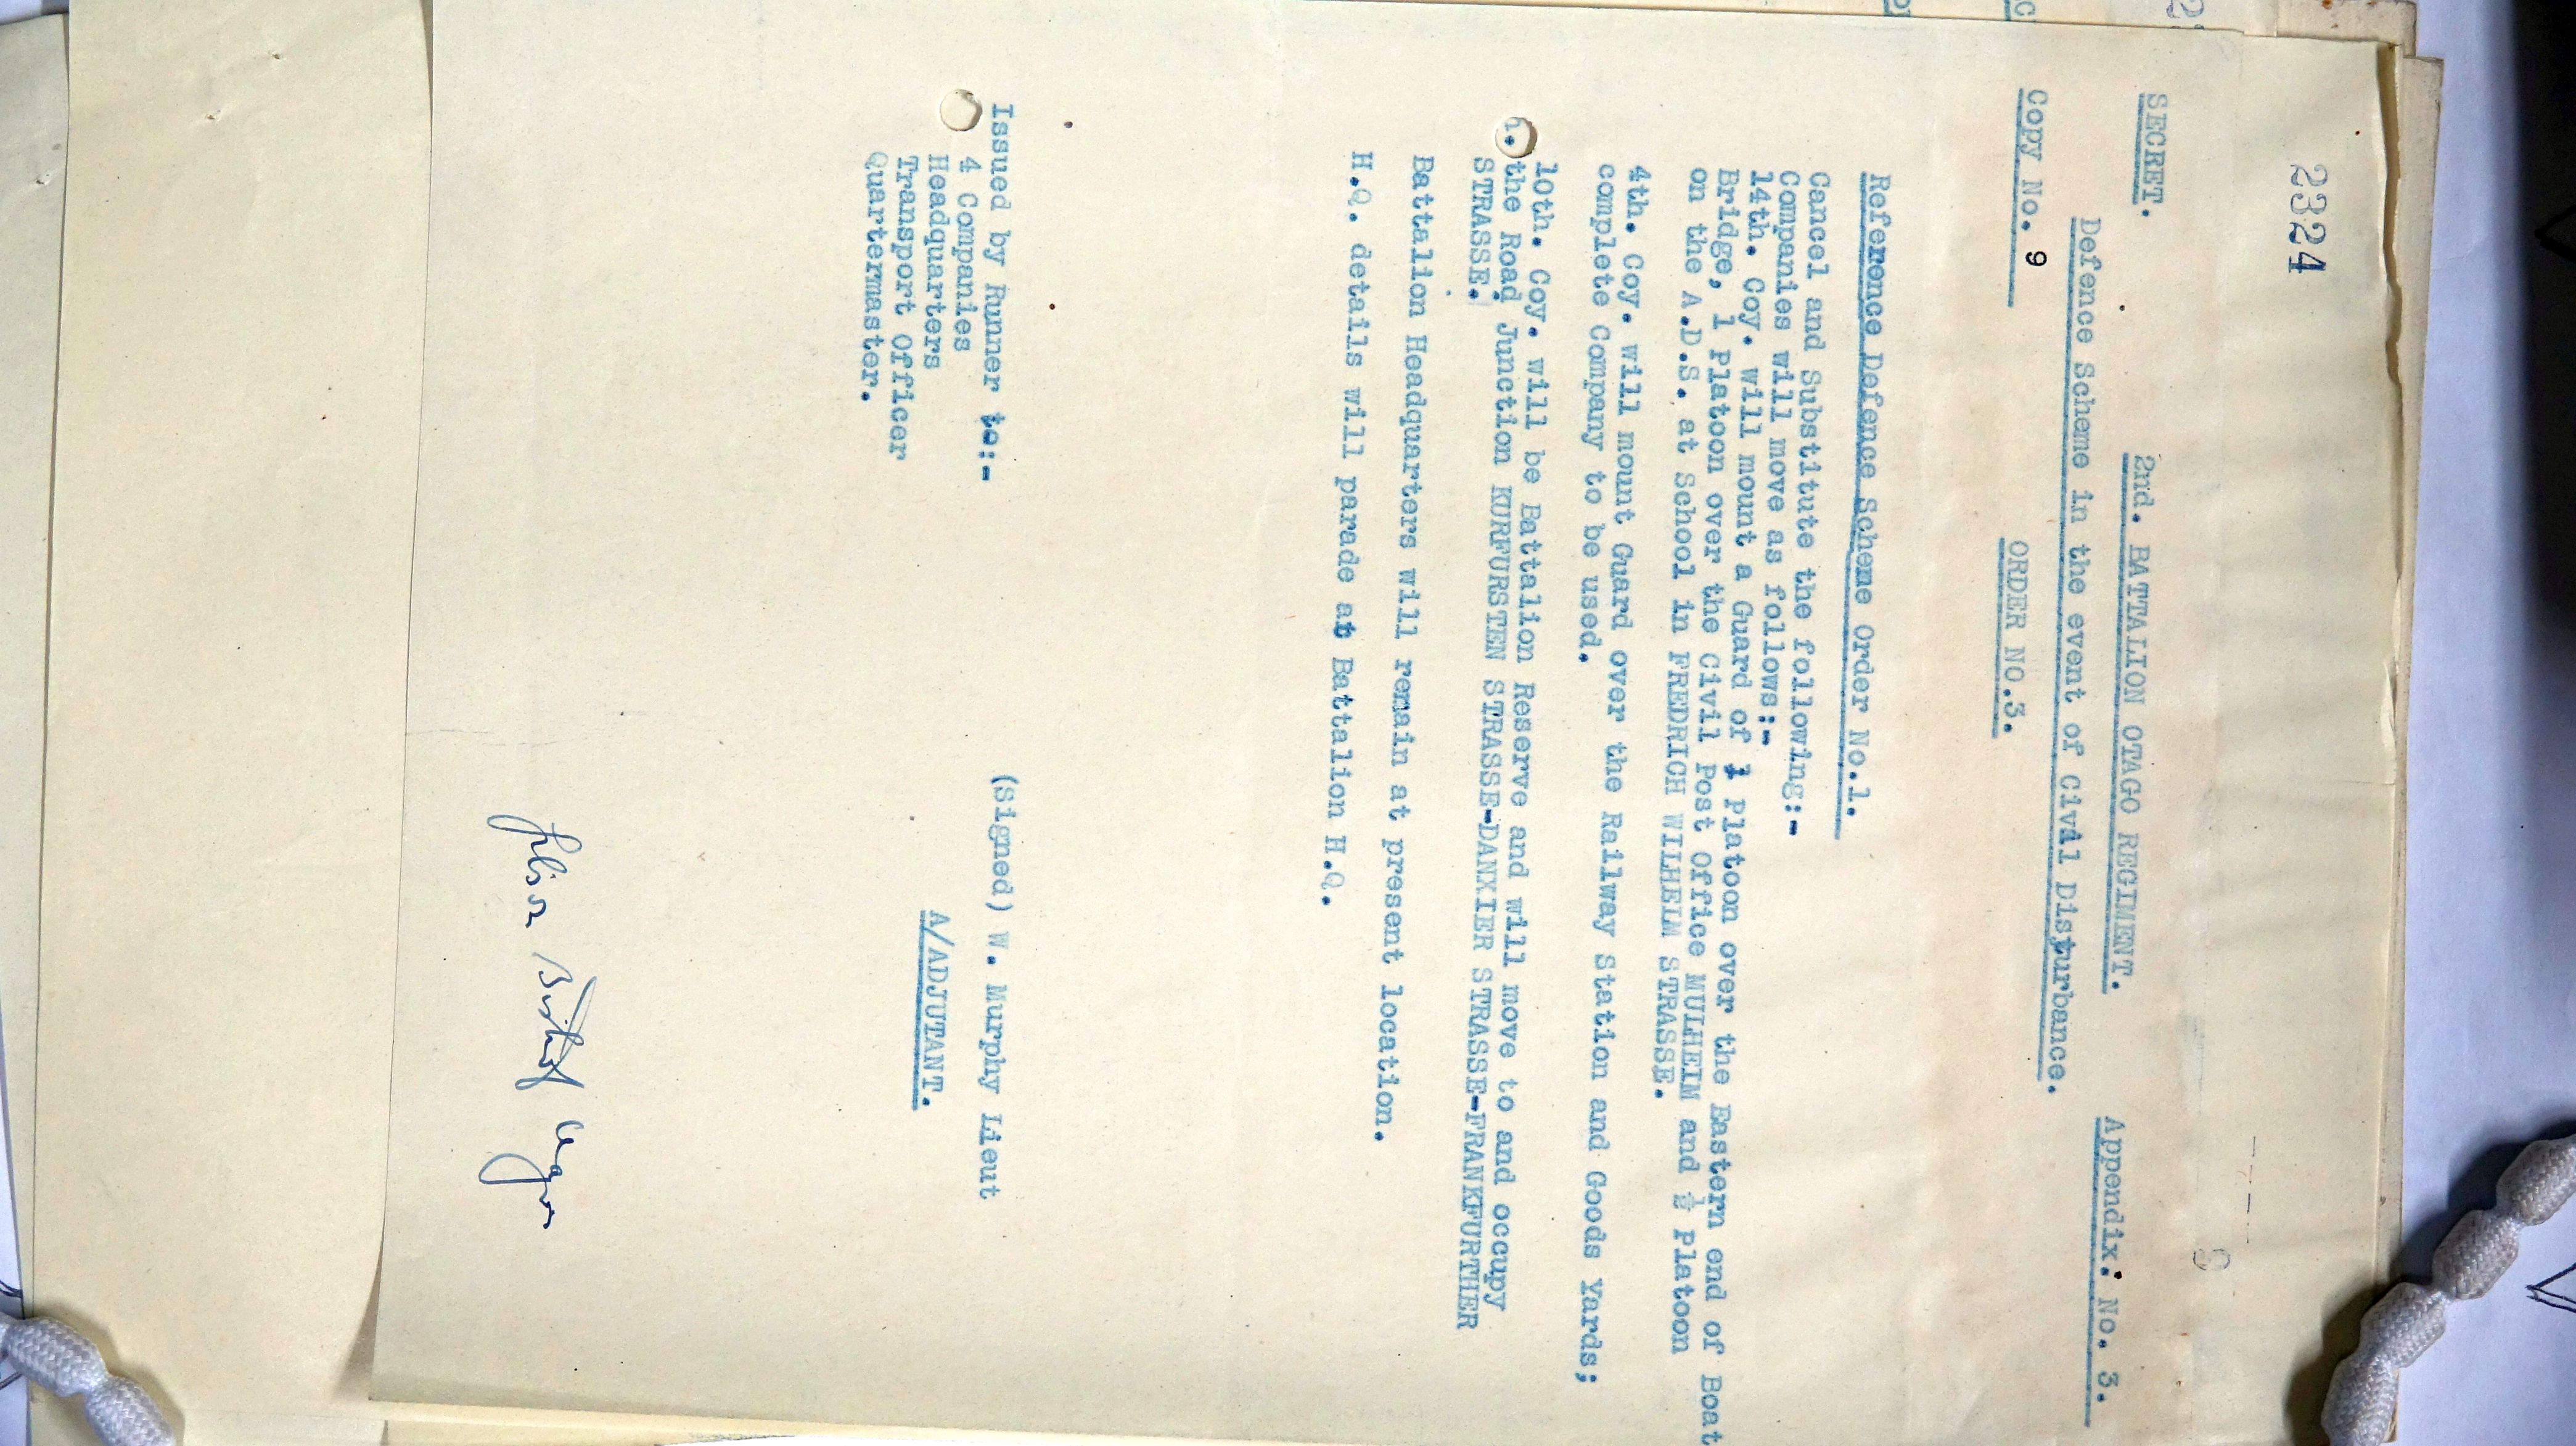 2324
SECRET.
2nd. BATTALION OTAGO REGIMENT.
Appendix: No. 3.
Defence Scheme in the event of Civil Disturbance.
Copy No. 9
ORDER NO.3.
Reference Defence Scheme Order No.1.
Cancel and Substitute the following:-
Companies will move as follows:-
14th. Coy. will mount a Guard of 1 Platoon over the Eastern end of Boat
Bridge, 1 Platoon over the Civil Post Office MULHEIM and ½ Platoon
on the A.D.S. at School in FREDRICH WILHELM STRASSE.
4th. Coy. will mount Guard over the Railway Station and Goods Yards;
complete Company to be used.
10th. Coy. will be Battalion Reserve and will move to and occupy
the Road Junction KURFURSTEN STRASSE-DANXIER STRASSE-FRANKFURTHER
STRASSE.
Battalion Headquarters will remain at present location.
H.Q. details will parade at Battalion H.Q.
Issued by Runner to:-
4 Companies
Headquarters
Transport Officer
Quartermaster.
(Signed) W. Murphy Lieut
A/ADJUTANT.